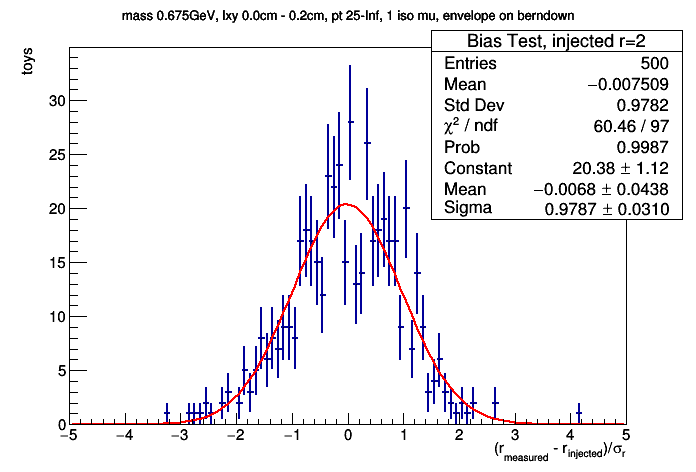 mass 0.675GeV, lxy 0.0cm - 0.2cm, pt 25-Inf, 1 iso mu, envelope on berndown
toys
Bias Test, injected r=2
Entries 500
Mean −0.007509
Std Dev 0.9782
χ² / ndf 60.46 / 97
Prob 0.9987
Constant 20.38 ± 1.12
Mean −0.0068 ± 0.0438
Sigma 0.9787 ± 0.0310
30
25
20
15
10
5
0
−5 −4 −3 −2 −1 0 1 2 3 4 5
(r_measured - r_injected)/σ_r